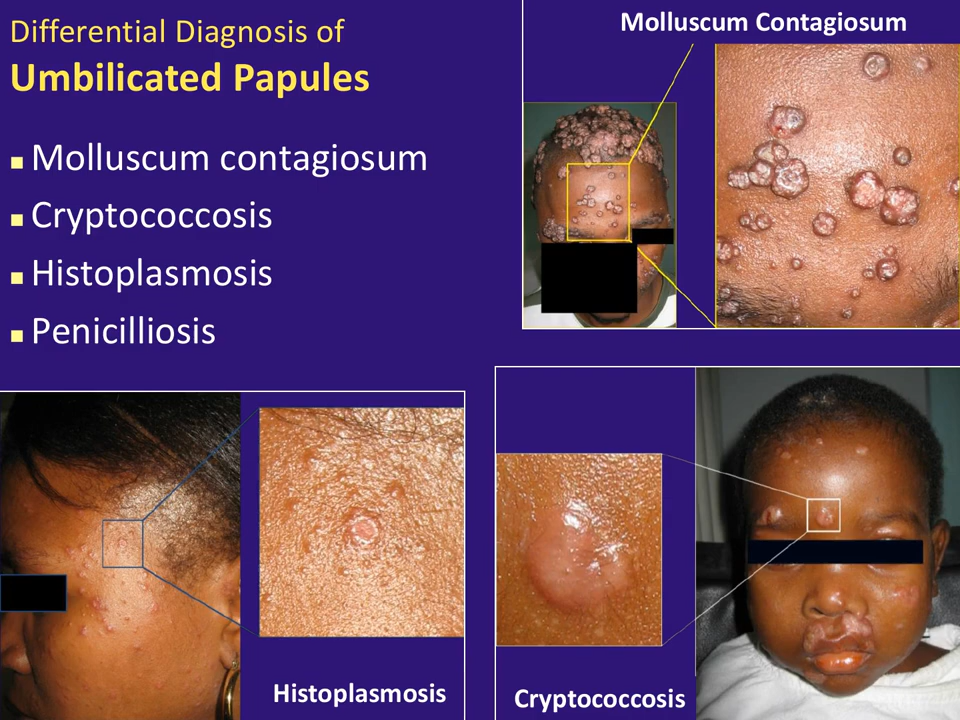 Differential Diagnosis of
Umbilicated Papules
Molluscum contagiosum
Cryptococcosis
Histoplasmosis
Penicilliosis
Molluscum Contagiosum
Histoplasmosis
Cryptococcosis